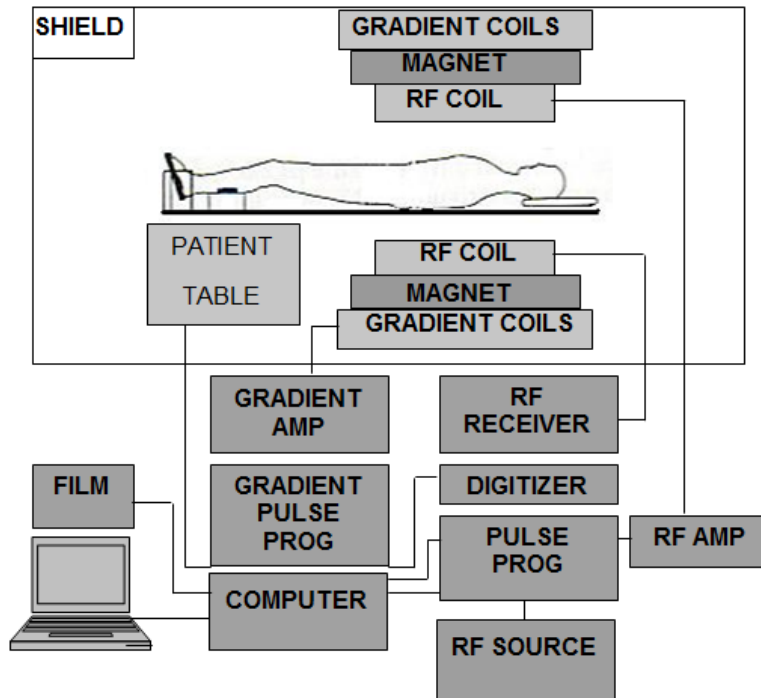 SHIELD
GRADIENT COILS
MAGNET
RF COIL
PATIENT
TABLE
RF COIL
MAGNET
GRADIENT COILS
GRADIENT
AMP
RF
RECEIVER
FILM
GRADIENT
PULSE
PROG
DIGITIZER
PULSE
PROG
RF AMP
COMPUTER
RF SOURCE